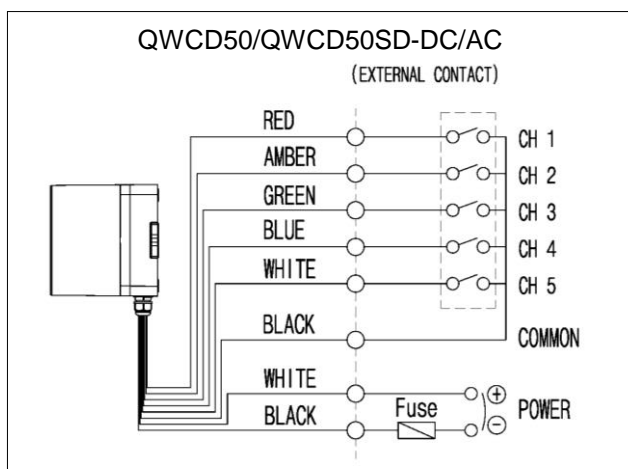 QWCD50/QWCD50SD-DC/AC
(EXTERNAL CONTACT)
RED CH 1
AMBER CH 2
GREEN CH 3
BLUE CH 4
WHITE CH 5
BLACK COMMON
WHITE ⊕
POWER
BLACK Fuse ⊖